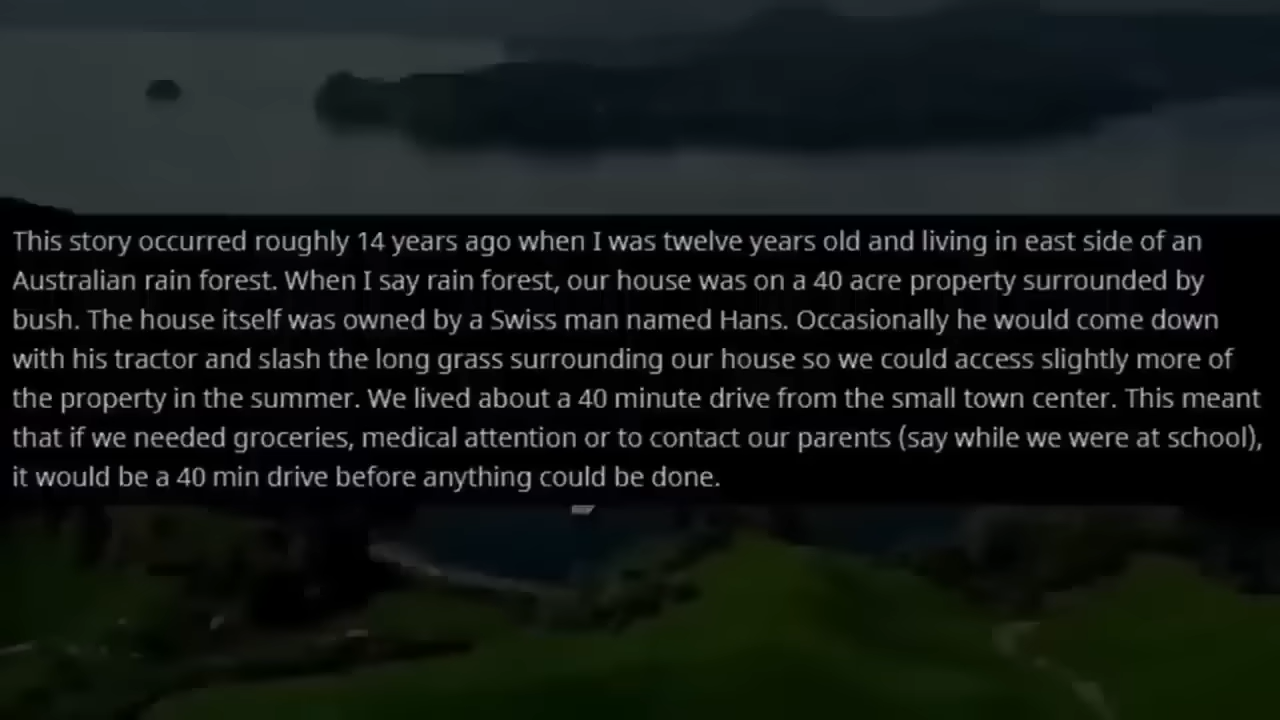 This story occurred roughly 14 years ago when I was twelve years old and living in east side of an
Australian rain forest. When I say rain forest, our house was on a 40 acre property surrounded by
bush. The house itself was owned by a Swiss man named Hans. Occasionally he would come down
with his tractor and slash the long grass surrounding our house so we could access slightly more of
the property in the summer. We lived about a 40 minute drive from the small town center. This meant
that if we needed groceries, medical attention or to contact our parents (say while we were at school),
it would be a 40 min drive before anything could be done.